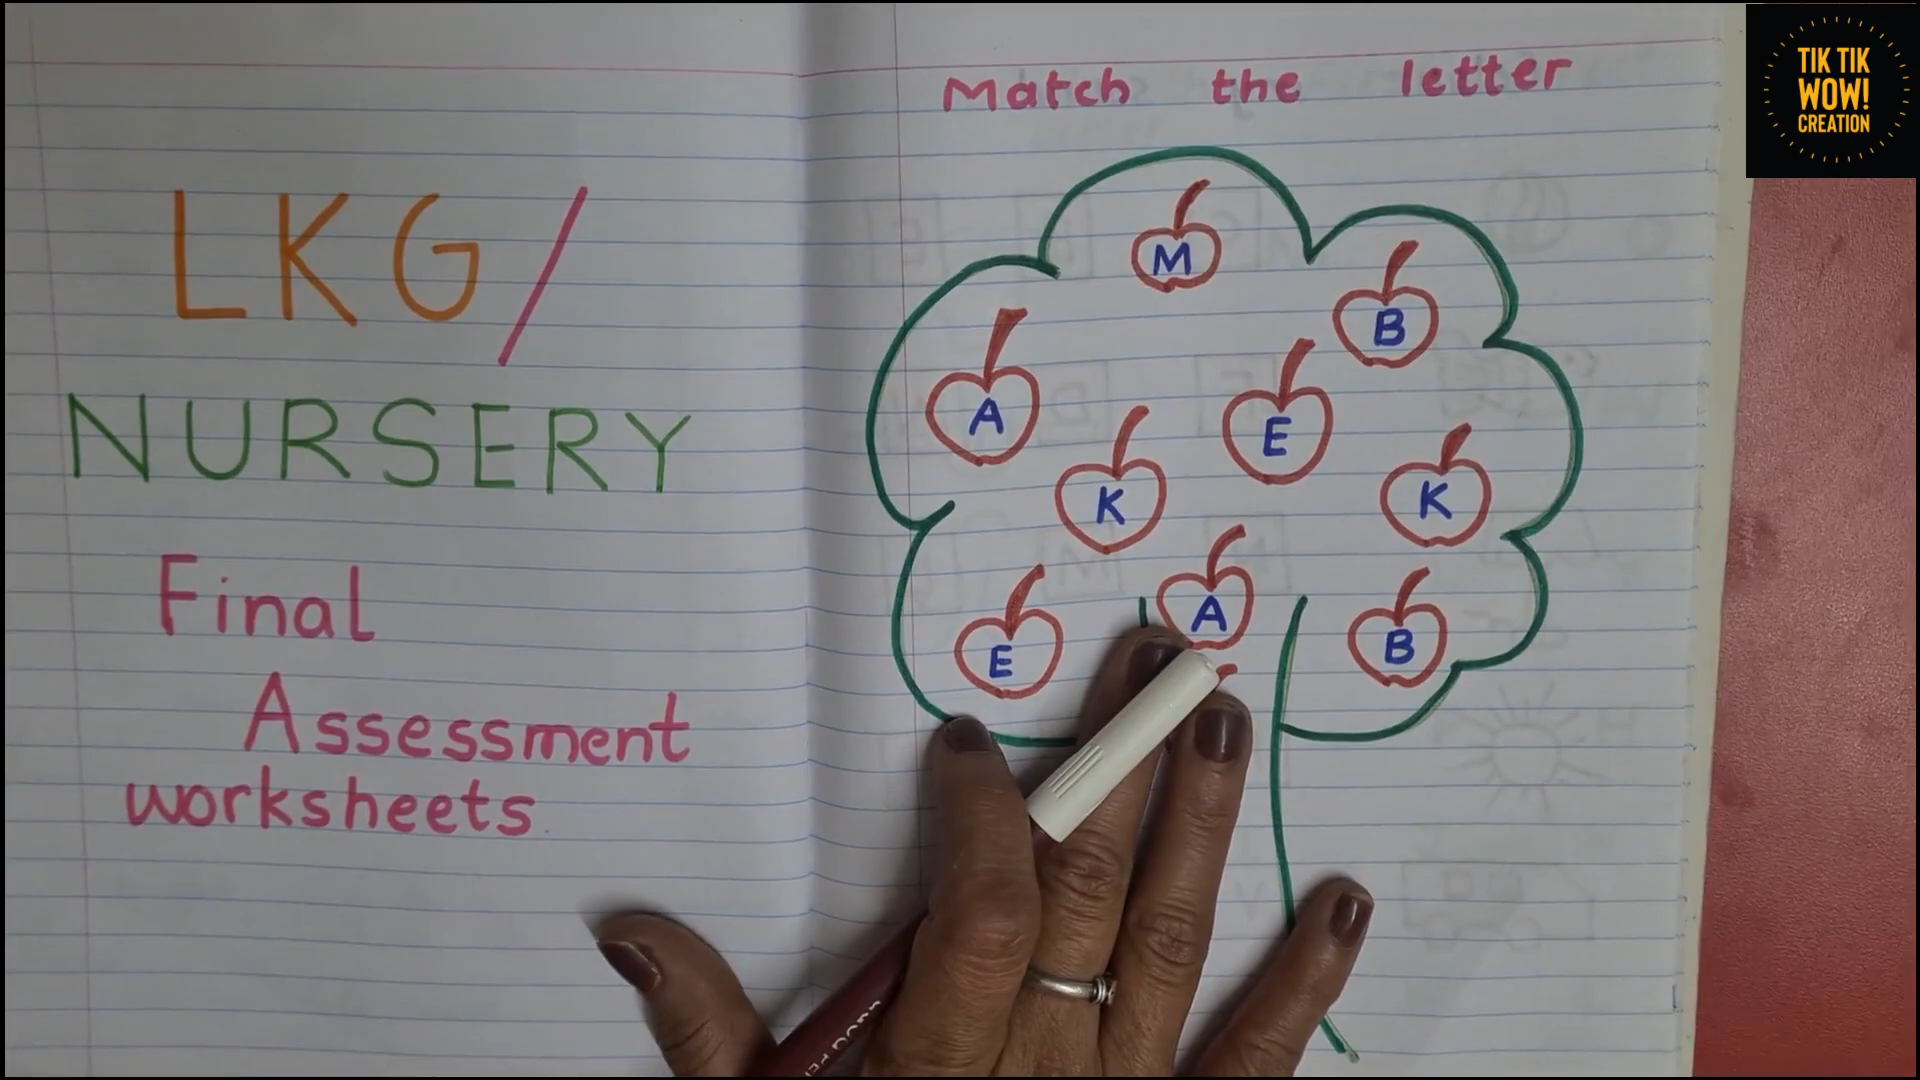 LKG/
NURSERY
Final
Assessment
worksheets
Match the letter
M
B
A
E
K
K
A
E
B
TIK TIK
WOW!
CREATION